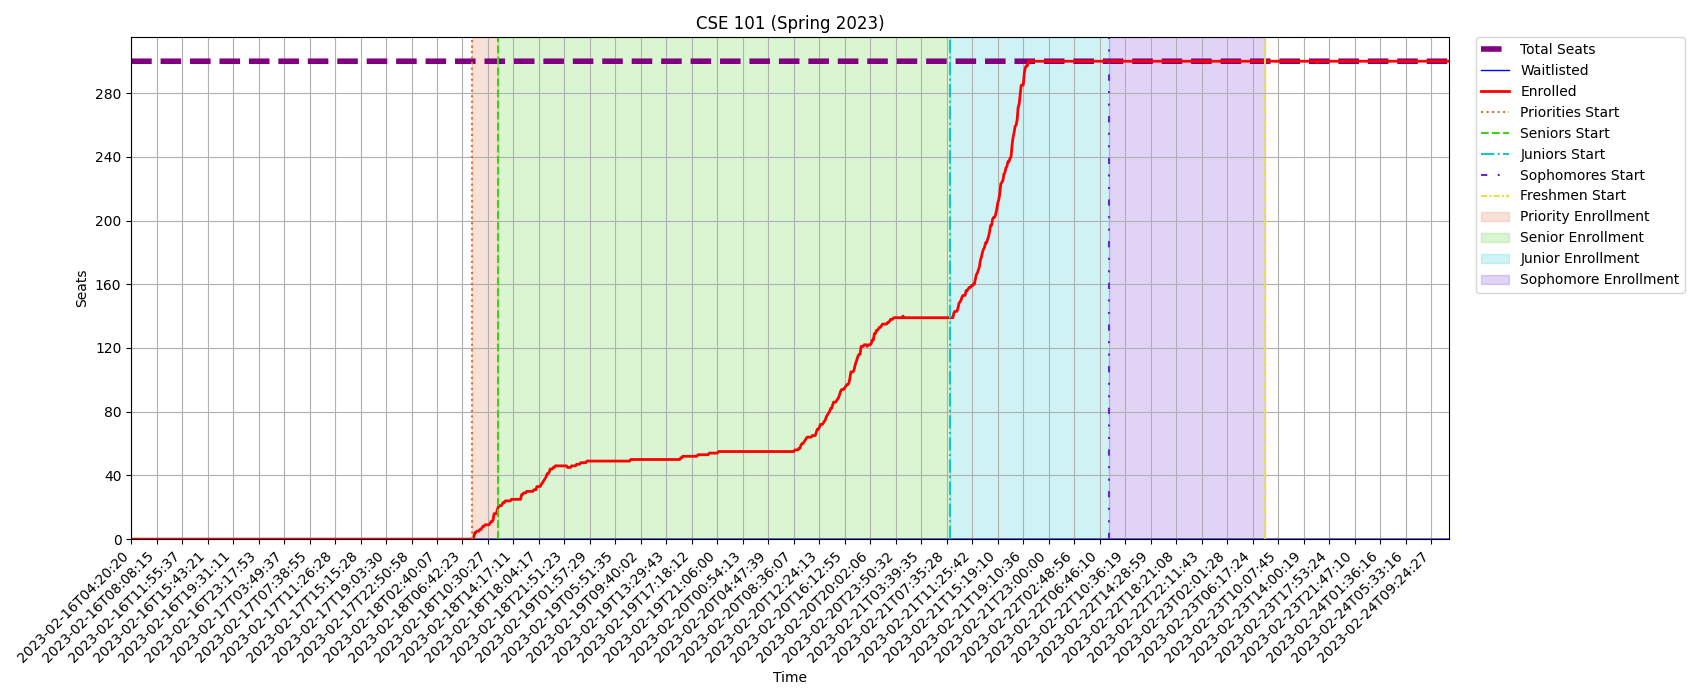 CSE 101 (Spring 2023)
Total Seats
Waitlisted
Enrolled
Priorities Start
Seniors Start
Juniors Start
Sophomores Start
Freshmen Start
Priority Enrollment
Senior Enrollment
Junior Enrollment
Sophomore Enrollment
Seats
280
240
200
160
120
80
40
0
2023-02-16T04:20:20
2023-02-16T08:08:15
2023-02-16T11:55:37
2023-02-16T15:43:21
2023-02-16T19:31:11
2023-02-16T23:17:53
2023-02-17T03:49:37
2023-02-17T07:38:55
2023-02-17T11:26:28
2023-02-17T15:15:28
2023-02-17T19:03:30
2023-02-17T22:50:58
2023-02-18T02:40:07
2023-02-18T06:42:23
2023-02-18T10:30:27
2023-02-18T14:17:11
2023-02-18T18:04:17
2023-02-18T21:51:23
2023-02-19T01:57:29
2023-02-19T05:51:35
2023-02-19T09:40:02
2023-02-19T13:29:43
2023-02-19T17:18:12
2023-02-19T21:06:00
2023-02-20T00:54:13
2023-02-20T04:47:39
2023-02-20T08:36:07
2023-02-20T12:24:13
2023-02-20T16:12:55
2023-02-20T20:02:06
2023-02-20T23:50:32
2023-02-21T03:39:35
2023-02-21T07:35:28
2023-02-21T11:25:42
2023-02-21T15:19:10
2023-02-21T19:10:36
2023-02-21T23:00:00
2023-02-22T02:48:56
2023-02-22T06:46:10
2023-02-22T10:36:19
2023-02-22T14:28:59
2023-02-22T18:21:08
2023-02-22T22:11:43
2023-02-23T02:01:28
2023-02-23T06:17:24
2023-02-23T10:07:45
2023-02-23T14:00:19
2023-02-23T17:53:24
2023-02-23T21:47:10
2023-02-24T01:36:16
2023-02-24T05:33:16
2023-02-24T09:24:27
Time